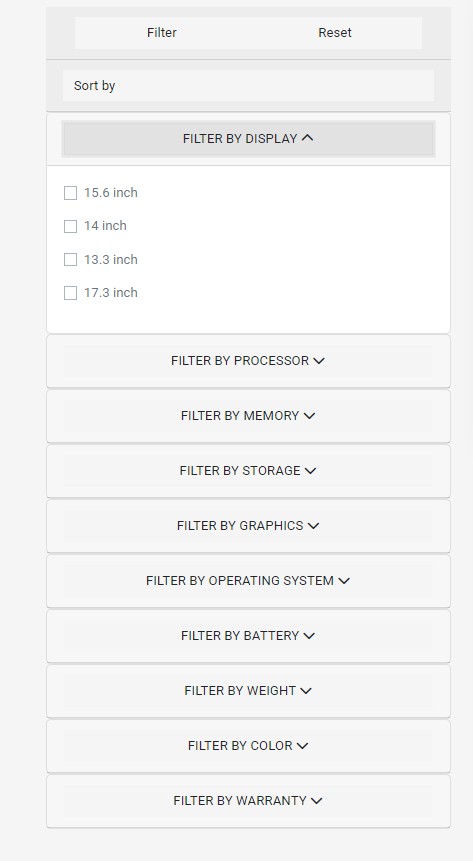 Filter Reset
Sort by
FILTER BY DISPLAY
15.6 inch
14 inch
13.3 inch
17.3 inch
FILTER BY PROCESSOR
FILTER BY MEMORY
FILTER BY STORAGE
FILTER BY GRAPHICS
FILTER BY OPERATING SYSTEM
FILTER BY BATTERY
FILTER BY WEIGHT
FILTER BY COLOR
FILTER BY WARRANTY